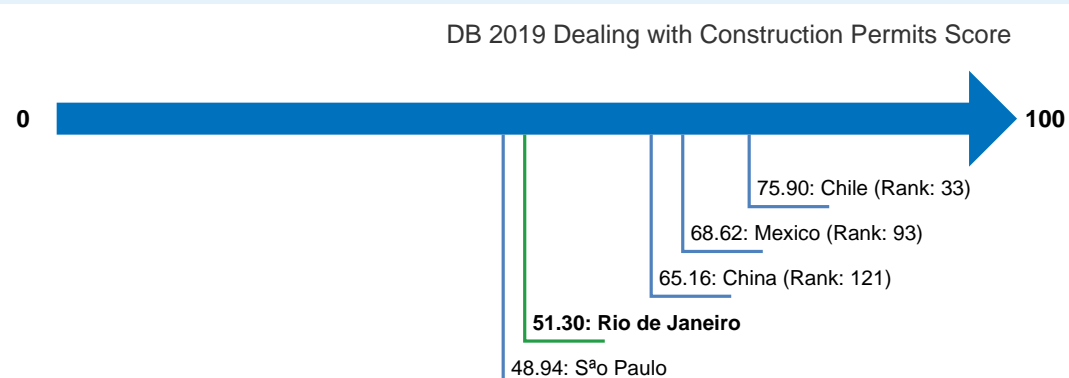 DB 2019 Dealing with Construction Permits Score
0
100
75.90: Chile (Rank: 33)
68.62: Mexico (Rank: 93)
65.16: China (Rank: 121)
51.30: Rio de Janeiro
48.94: Sªo Paulo